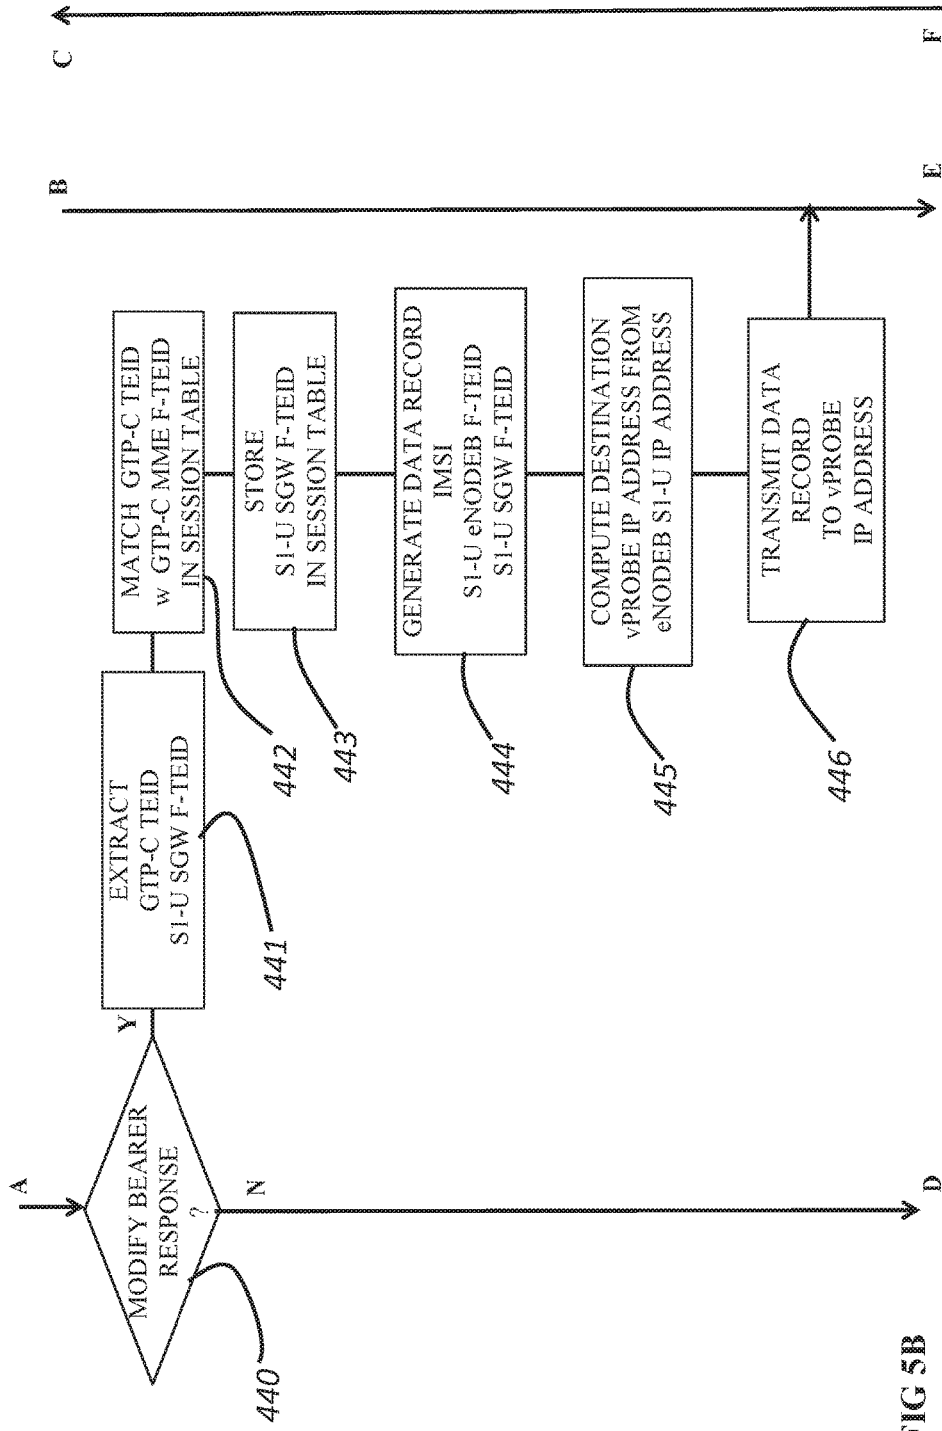 A
B
C
MODIFY BEARER
RESPONSE
?
Y
N
440
EXTRACT
GTP-C TEID
S1-U SGW F-TEID
441
MATCH GTP-C TEID
w GTP-C MME F-TEID
IN SESSION TABLE
442
STORE
S1-U SGW F-TEID
IN SESSION TABLE
443
GENERATE DATA RECORD
IMSI
S1-U eNODEB F-TEID
S1-U SGW F-TEID
444
COMPUTE DESTINATION
vPROBE IP ADDRESS FROM
eNODEB S1-U IP ADDRESS
445
TRANSMIT DATA
RECORD
TO vPROBE
IP ADDRESS
446
D
E
F
FIG 5B